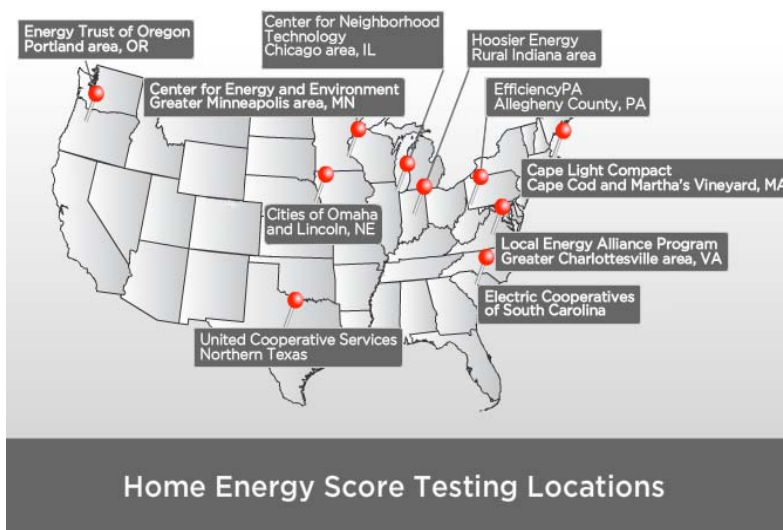 Energy Trust of Oregon
Portland area, OR
Center for Neighborhood
Technology
Chicago area, IL
Hoosier Energy
Rural Indiana area
Center for Energy and Environment
Greater Minneapolis area, MN
EfficiencyPA
Allegheny County, PA
Cape Light Compact
Cape Cod and Martha's Vineyard, MA
Cities of Omaha
and Lincoln, NE
Local Energy Alliance Program
Greater Charlottesville area, VA
Electric Cooperatives
of South Carolina
United Cooperative Services
Northern Texas
Home Energy Score Testing Locations